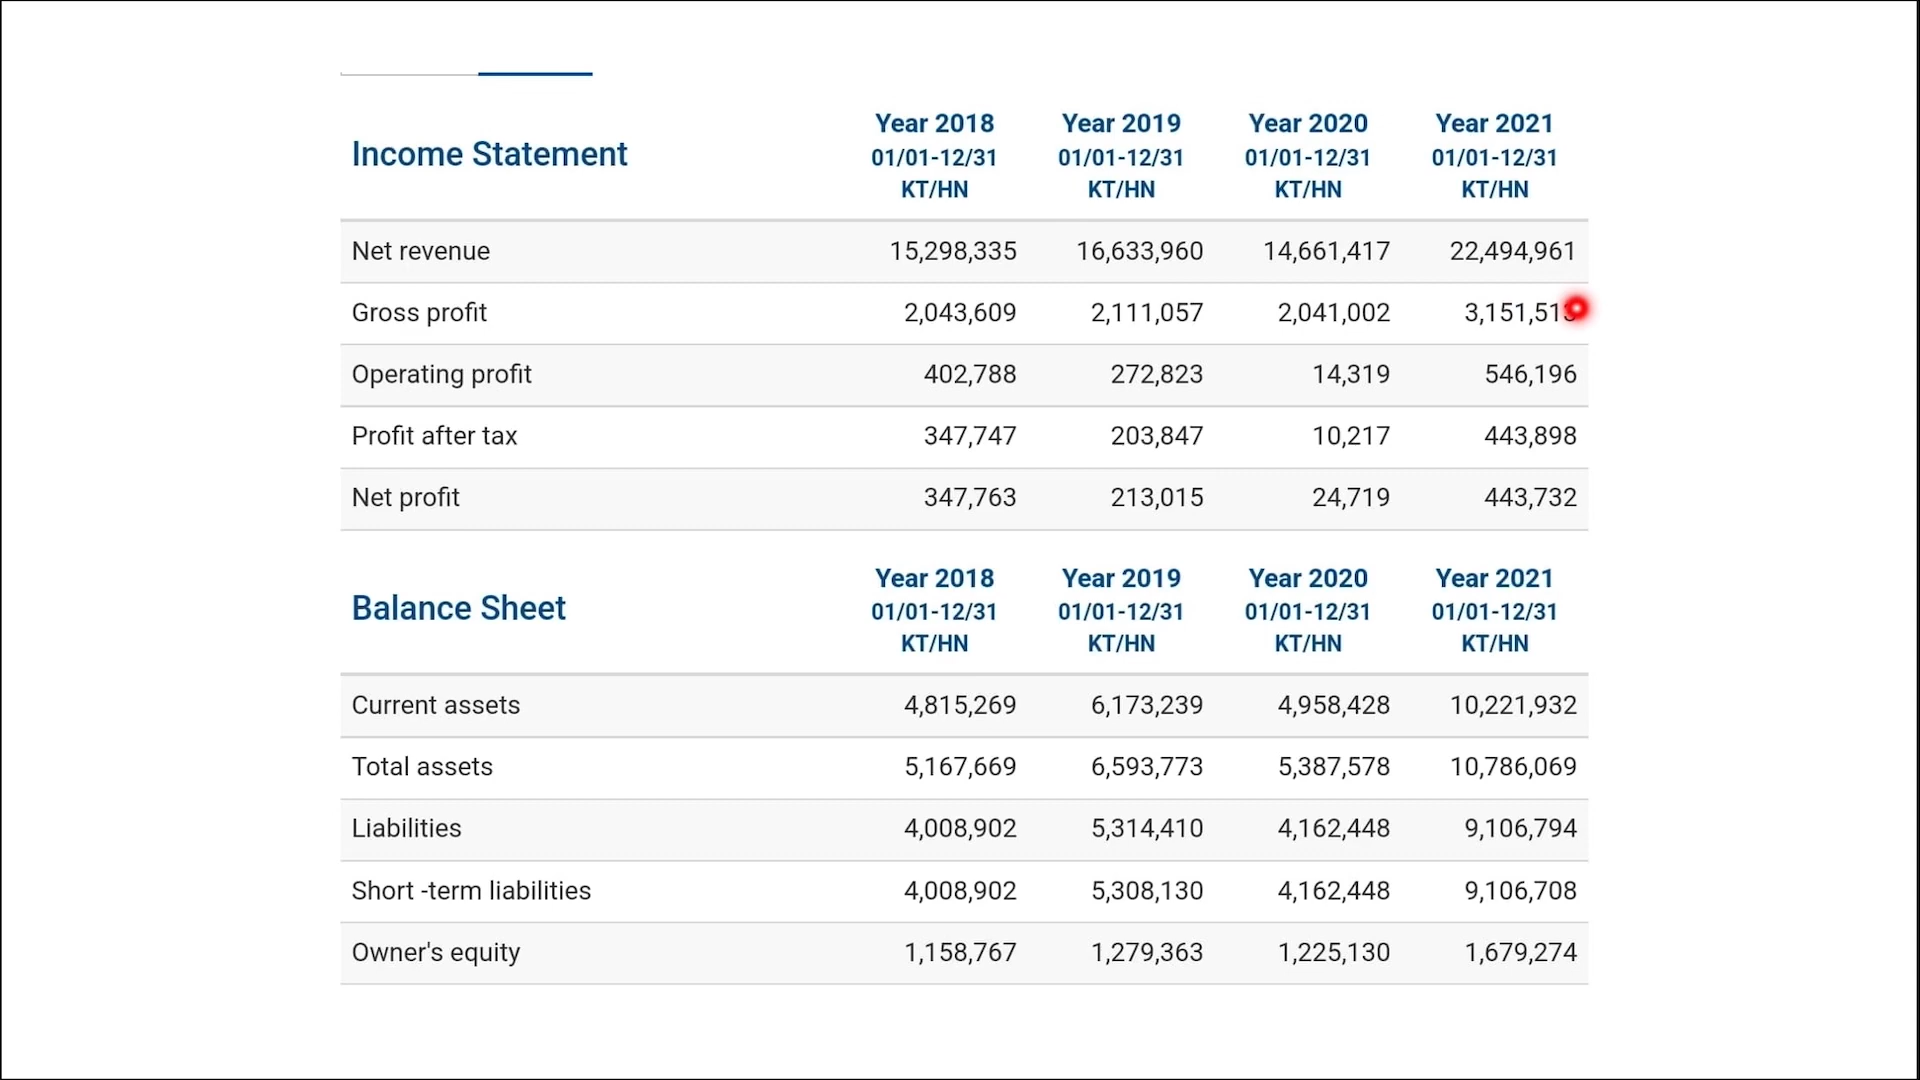 Income Statement
Year 2018 Year 2019 Year 2020 Year 2021
01/01-12/31 01/01-12/31 01/01-12/31 01/01-12/31
KT/HN KT/HN KT/HN KT/HN
Net revenue 15,298,335 16,633,960 14,661,417 22,494,961
Gross profit 2,043,609 2,111,057 2,041,002
Operating profit 402,788 272,823 14,319 546,196
Profit after tax 347,747 203,847 10,217 443,898
Net profit 347,763 213,015 24,719 443,732
Balance Sheet
Year 2018 Year 2019 Year 2020 Year 2021
01/01-12/31 01/01-12/31 01/01-12/31 01/01-12/31
KT/HN KT/HN KT/HN KT/HN
Current assets 4,815,269 6,173,239 4,958,428 10,221,932
Total assets 5,167,669 6,593,773 5,387,578 10,786,069
Liabilities 4,008,902 5,314,410 4,162,448 9,106,794
Short -term liabilities 4,008,902 5,308,130 4,162,448 9,106,708
Owner's equity 1,158,767 1,279,363 1,225,130 1,679,274